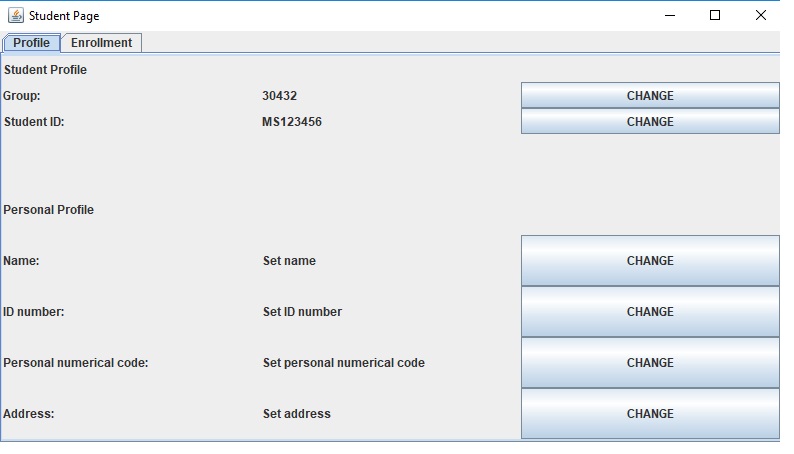 Student Page
Profile Enrollment
Student Profile
Group: 30432 CHANGE
Student ID: MS123456 CHANGE
Personal Profile
Name: Set name CHANGE
ID number: Set ID number CHANGE
Personal numerical code: Set personal numerical code CHANGE
Address: Set address CHANGE